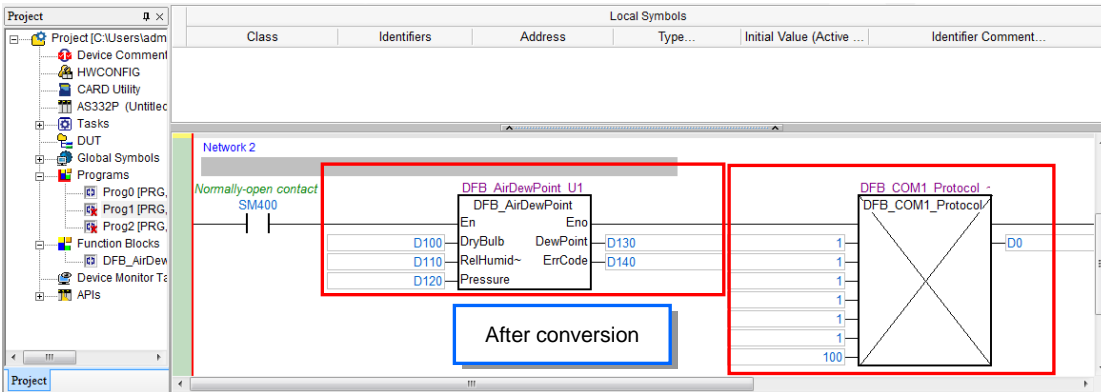 Project
Project [C:\Users\adm
Device Comment
HWCONFIG
CARD Utility
AS332P (Untitled
Tasks
DUT
Global Symbols
Programs
Prog0 [PRG,
Prog1 [PRG,
Prog2 [PRG,
Function Blocks
DFB_AirDew
Device Monitor Ta
APIs
Project
Local Symbols
Class Identifiers Address Type... Initial Value (Active ... Identifier Comment...
Network 2
Normally-open contact
SM400
DFB_AirDewPoint_U1
DFB_AirDewPoint
En Eno
D100 DryBulb DewPoint D130
D110 RelHumid~ ErrCode D140
D120 Pressure
After conversion
DFB_COM1_Protocol_~
DFB_COM1_Protocol
1 D0
1
1
1
1
1
100